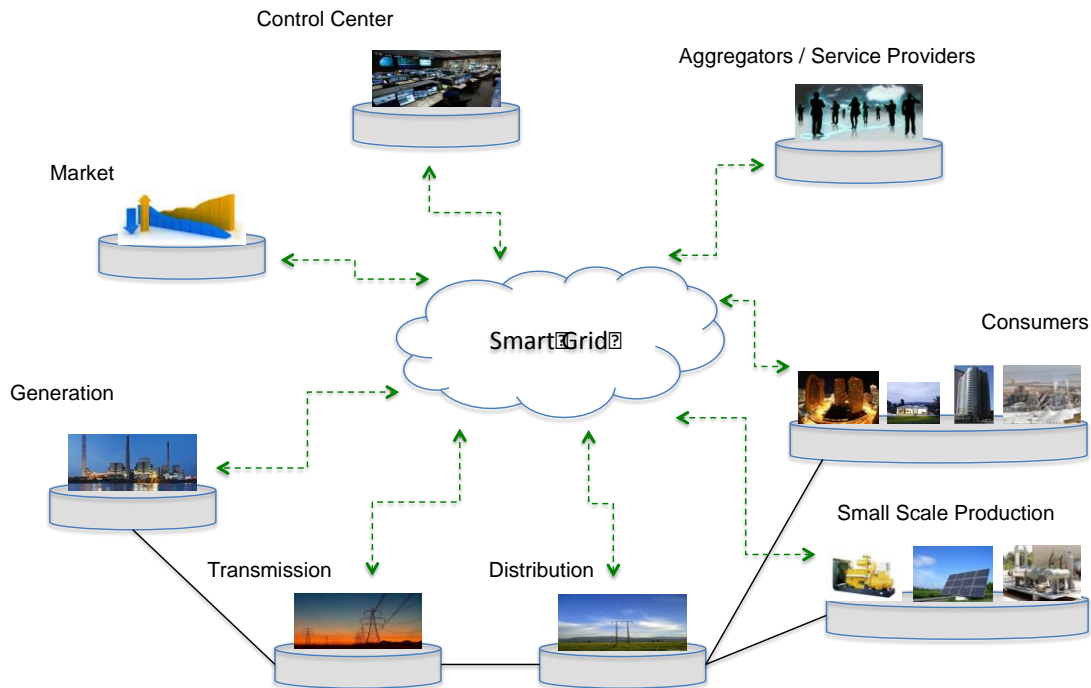 Control Center
Aggregators / Service Providers
Market
Smart Grid
Consumers
Generation
Small Scale Production
Transmission
Distribution